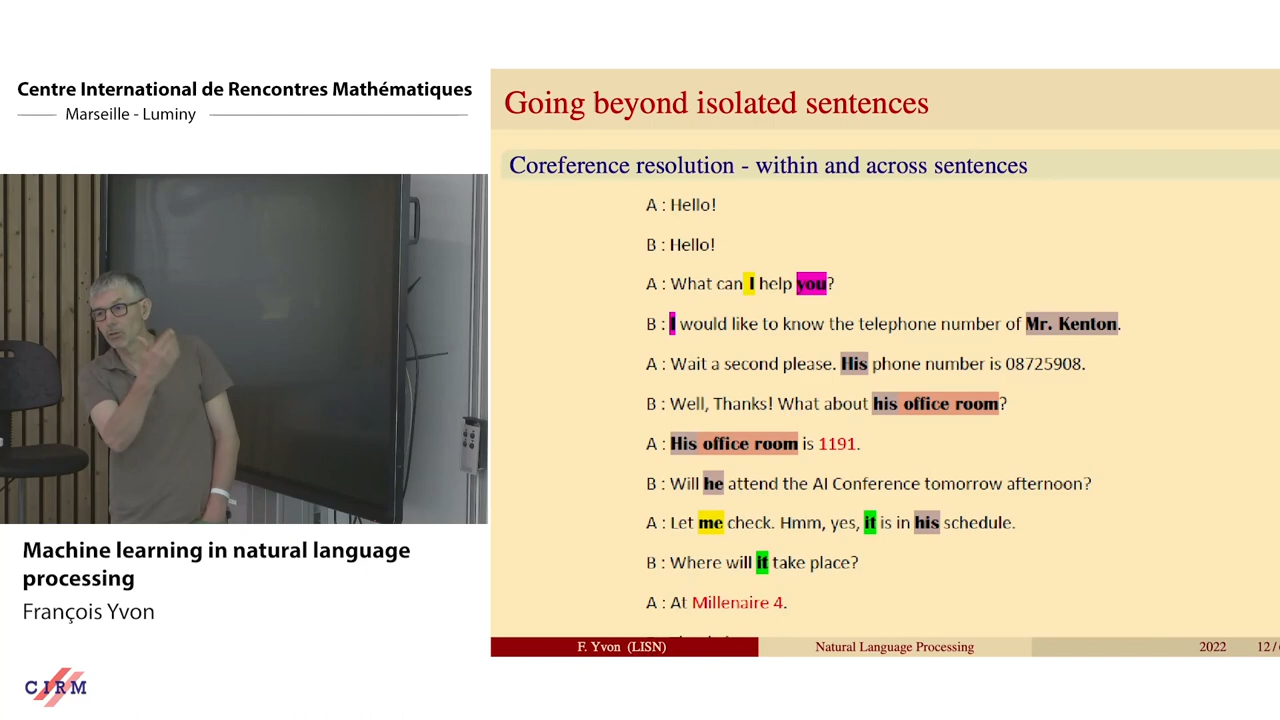 Centre International de Rencontres Mathématiques
Marseille - Luminy
Going beyond isolated sentences
Coreference resolution - within and across sentences
A : Hello!
B : Hello!
A : What can I help you?
B : I would like to know the telephone number of Mr. Kenton.
A : Wait a second please. His phone number is 08725908.
B : Well, Thanks! What about his office room?
A : His office room is 1191.
B : Will he attend the AI Conference tomorrow afternoon?
A : Let me check. Hmm, yes, it is in his schedule.
B : Where will it take place?
A : At Millenaire 4.
F. Yvon (LISN) Natural Language Processing 2022 12 /
Machine learning in natural language
processing
François Yvon
CIRM